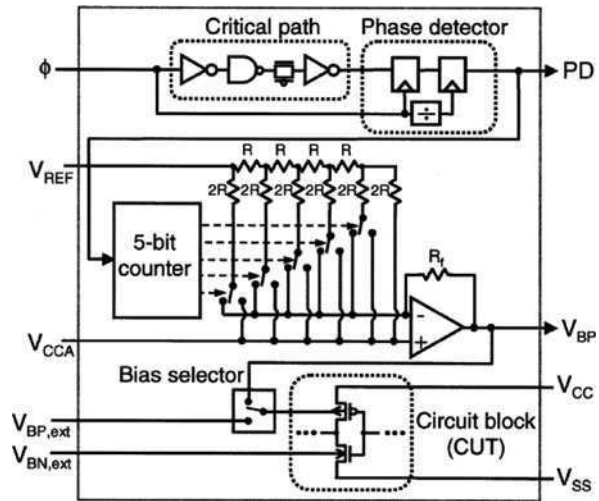 Critical path
Phase detector
ϕ
÷
PD
R R R R
V_REF
2R 2R 2R 2R 2R 2R
5-bit
counter
R_f
-
+
V_CCA
V_BP
Bias selector
V_CC
V_BP,ext
Circuit block
(CUT)
V_BN,ext
V_SS